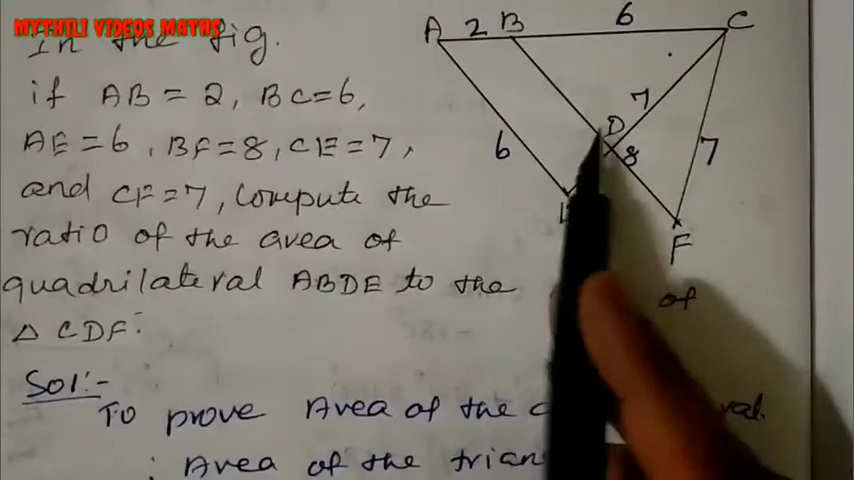 MYTHILI VIDEOS MATHS
In the fig.
if AB = 2, BC=6,
AE=6, BF=8, CE=7,
and CF=7, compute the
ratio of the area of
quadrilateral ABDE to the
of
Δ CDF:
Sol:-
To prove Area of the
: Area of the
A 2 B 6 C
D 7
6 8 7
F